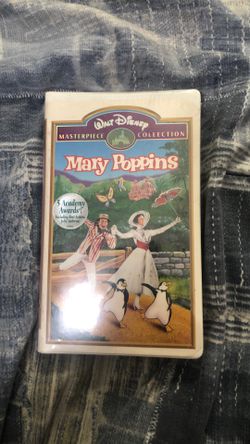 WALT DISNEY
MASTERPIECE COLLECTION
Mary Poppins
5 Academy
Awards!